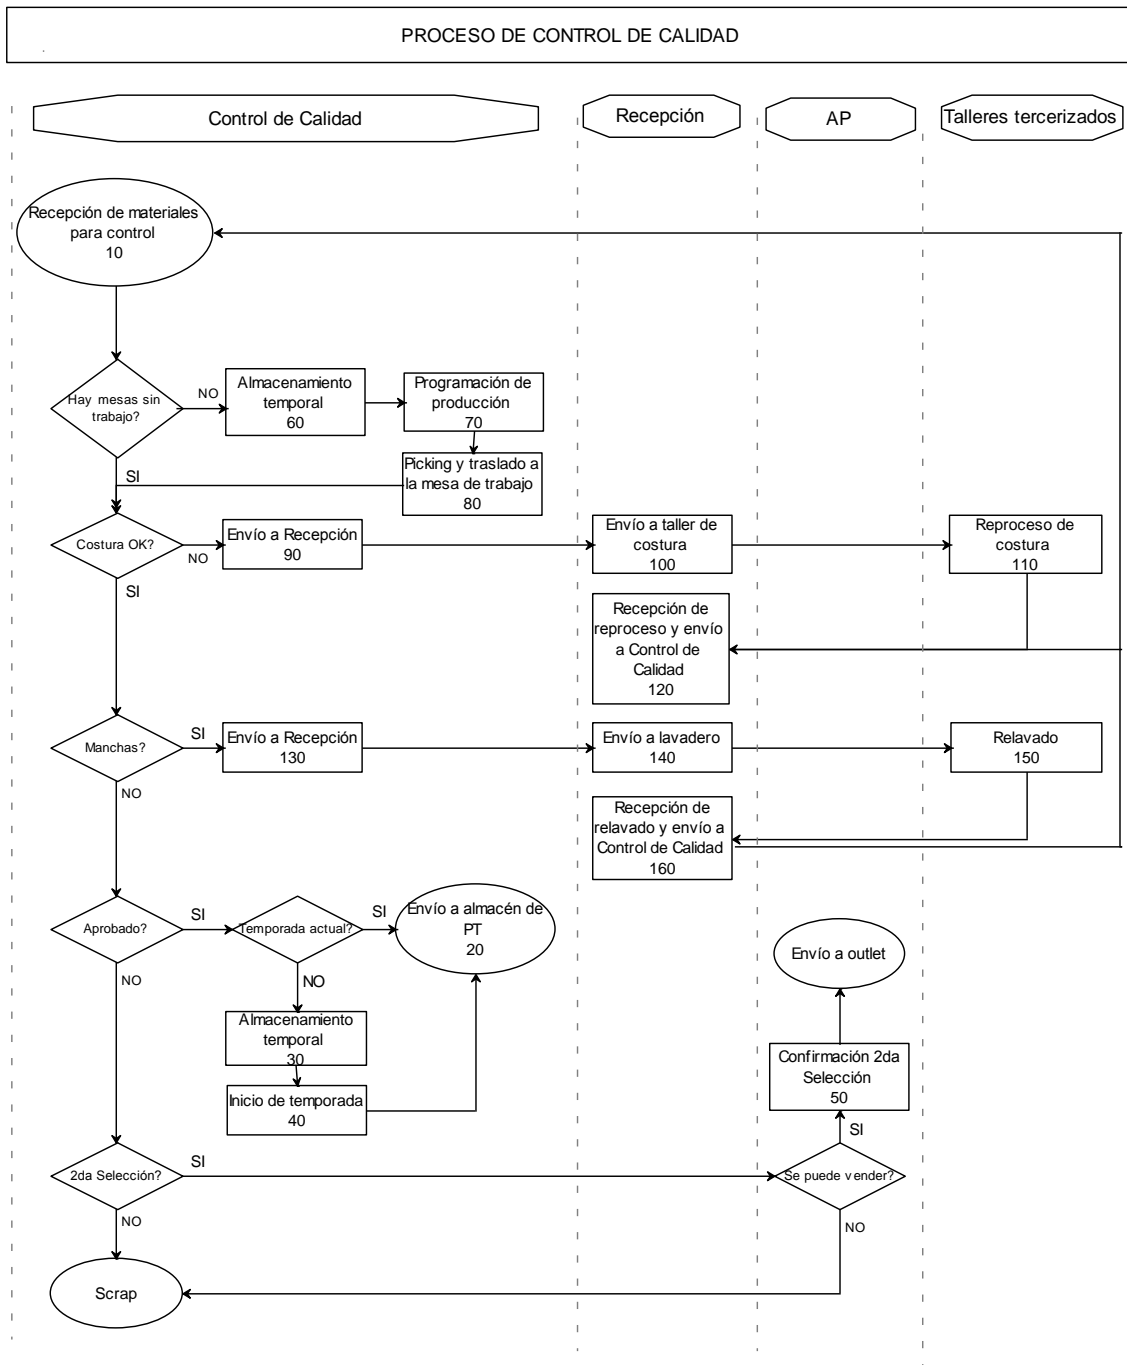 PROCESO DE CONTROL DE CALIDAD
Control de Calidad
Recepción
AP
Talleres tercerizados
Recepción de materiales
para control
10
Hay mesas sin
trabajo?
NO
Almacenamiento
temporal
60
Programación de
producción
70
SI
Picking y traslado a
la mesa de trabajo
80
Costura OK?
NO
Envío a Recepción
90
Envío a taller de
costura
100
Reproceso de
costura
110
SI
Recepción de
reproceso y envío
a Control de
Calidad
120
Manchas?
SI
Envío a Recepción
130
Envío a lavadero
140
Relavado
150
NO
Recepción de
relavado y envío a
Control de Calidad
160
Aprobado?
SI
Temporada actual?
SI
Envío a almacén de
PT
20
Envío a outlet
NO
NO
Almacenamiento
temporal
30
Inicio de temporada
40
Confirmación 2da
Selección
50
SI
2da Selección?
SI
Se puede vender?
NO
NO
Scrap